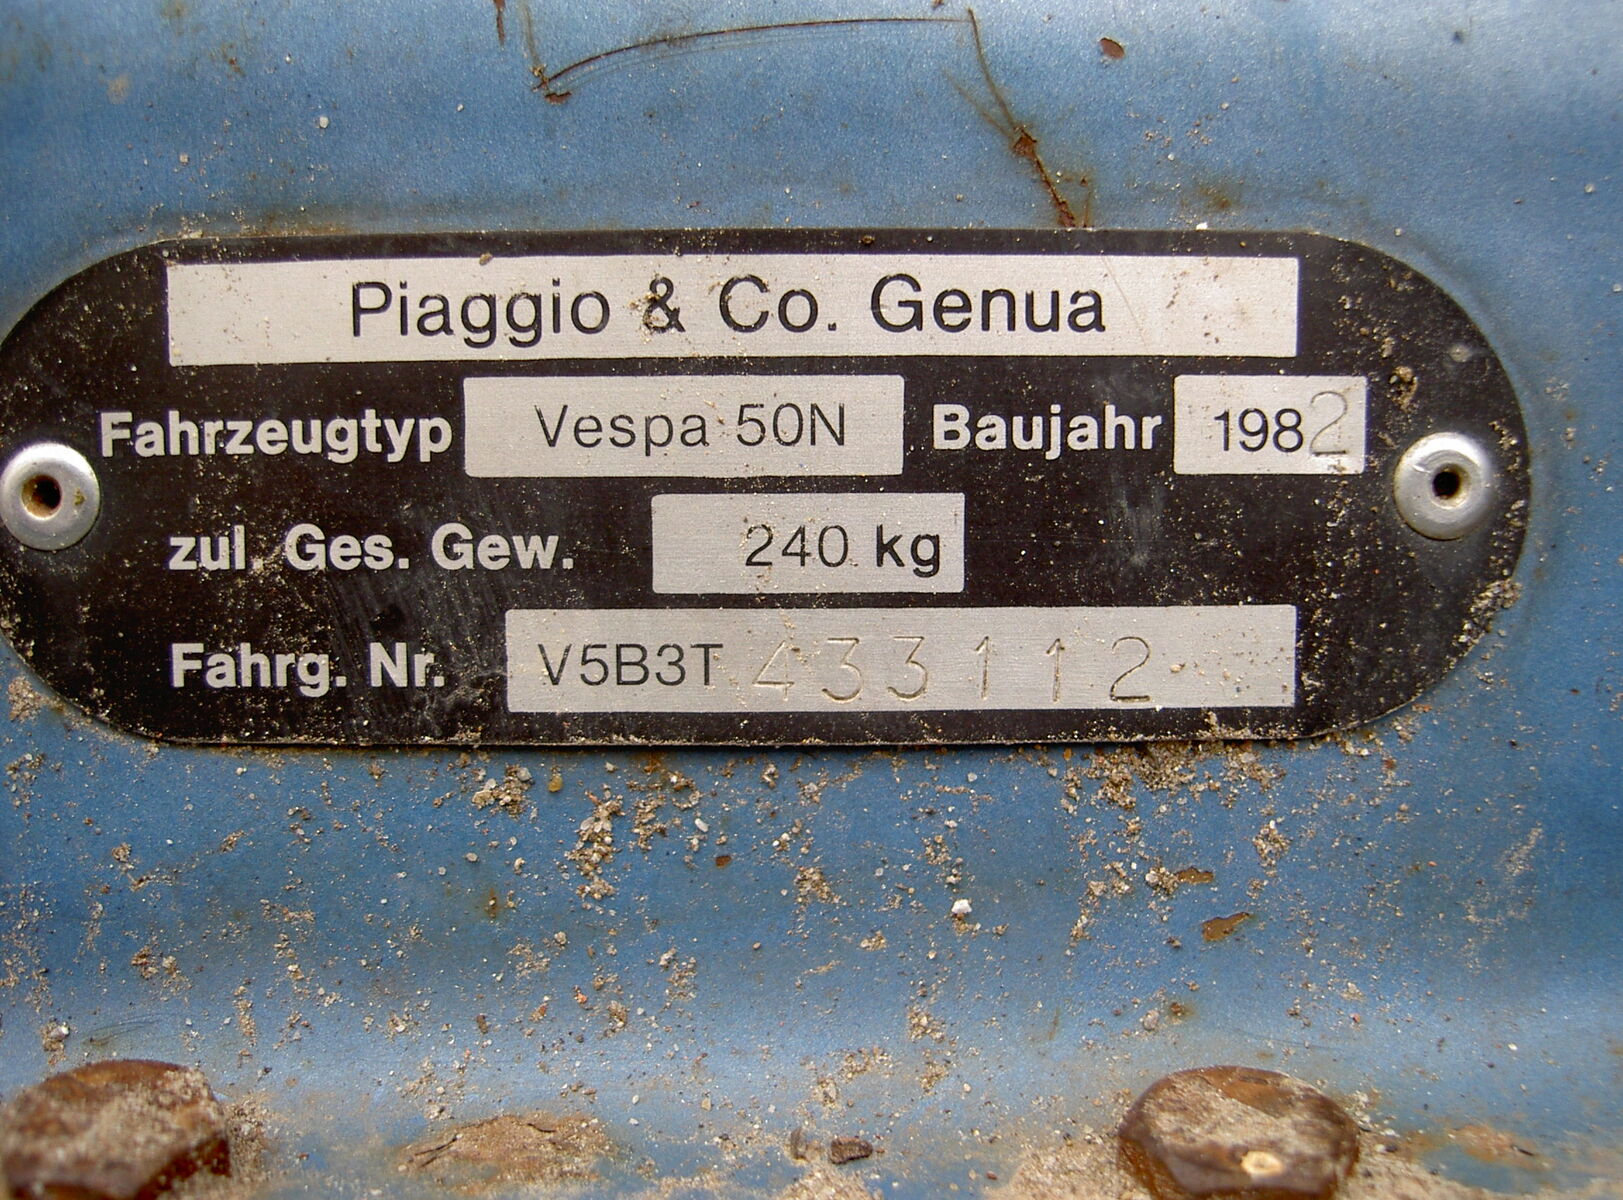 Piaggio & Co. Genua
Fahrzeugtyp Vespa 50N Baujahr 1982
zul. Ges. Gew. 240 kg
Fahrg. Nr. V5B3T 433112